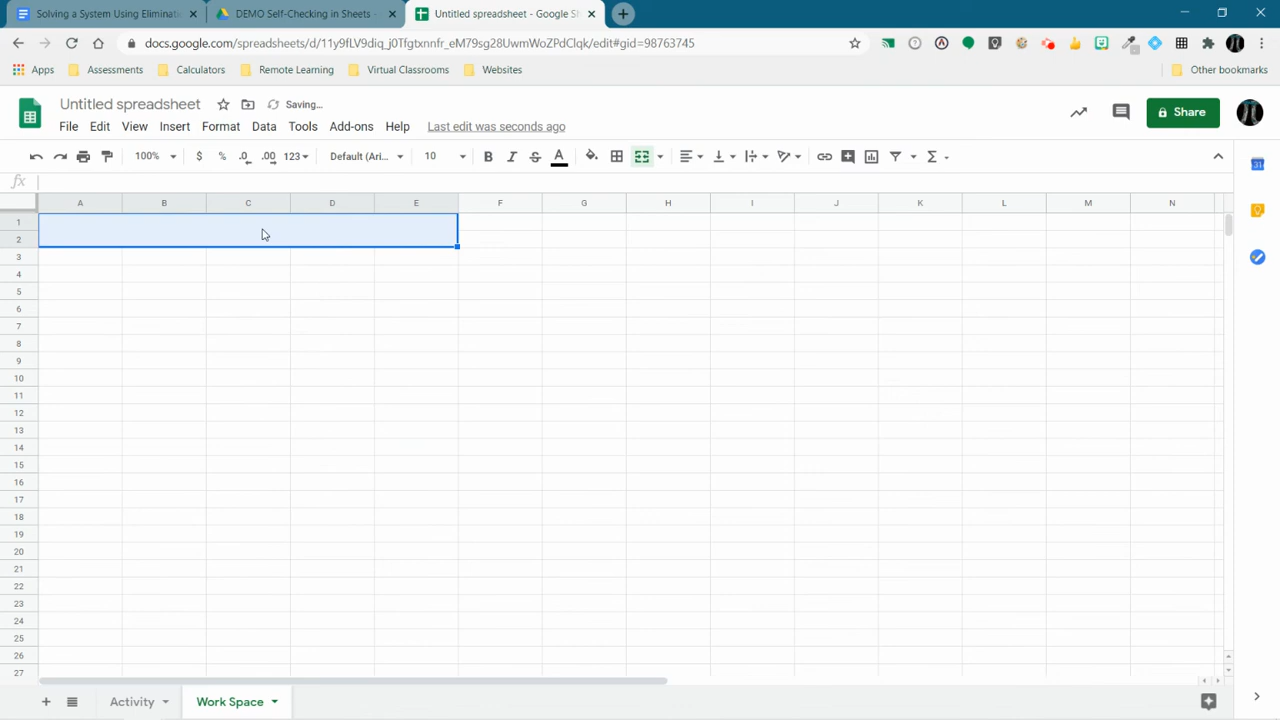 Solving a System Using Eliminat
DEMO Self-Checking in Sheets -
Untitled spreadsheet - Google Sh
docs.google.com/spreadsheets/d/11y9fLV9diq_j0Tfgtxnnfr_eM79sg28UwmWoZPdClqk/edit#gid=98763745
Apps Assessments Calculators Remote Learning Virtual Classrooms Websites Other bookmarks
Untitled spreadsheet Saving...
File Edit View Insert Format Data Tools Add-ons Help Last edit was seconds ago
Share
100% $ % .0 .00 123 Default (Ari... 10 B I S A Σ
fx
A B C D E F G H I J K L M N
1
2
3
4
5
6
7
8
9
10
11
12
13
14
15
16
17
18
19
20
21
22
23
24
25
26
27
+ Activity Work Space
31